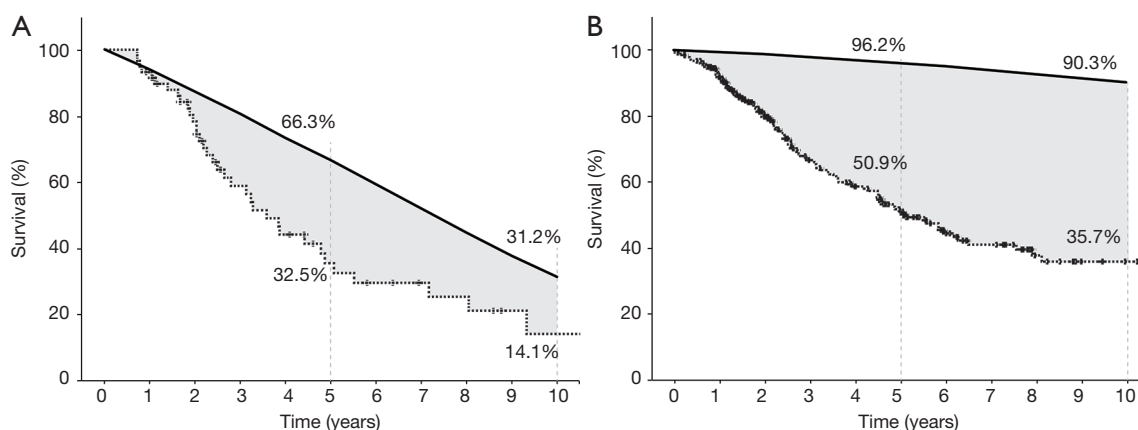 A
Survival (%)
100
80
60
40
20
0
66.3%
31.2%
32.5%
14.1%
0 1 2 3 4 5 6 7 8 9 10
Time (years)
B
Survival (%)
100
80
60
40
20
0
96.2%
90.3%
50.9%
35.7%
0 1 2 3 4 5 6 7 8 9 10
Time (years)